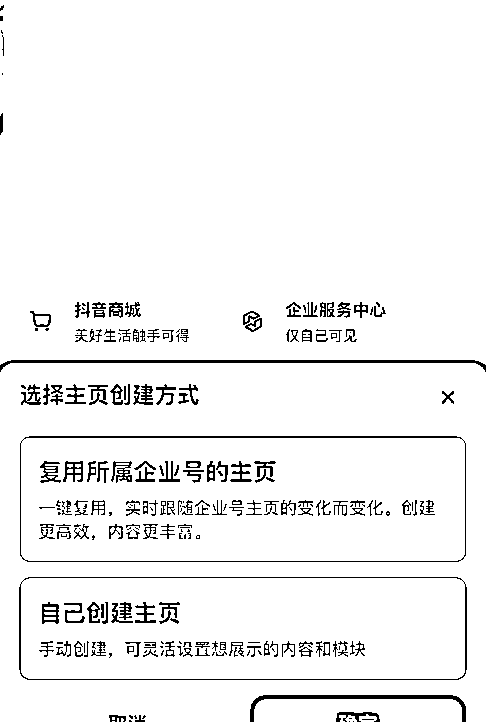 抖音商城
企业服务中心
美好生活触手可得
仅自己可见
选择主页创建方式
复用所属企业号的主页
一键复用，实时跟随企业号主页的变化而变化。创建
更高效，内容更丰富。
自己创建主页
手动创建，可灵活设置想展示的内容和模块
取消
确定